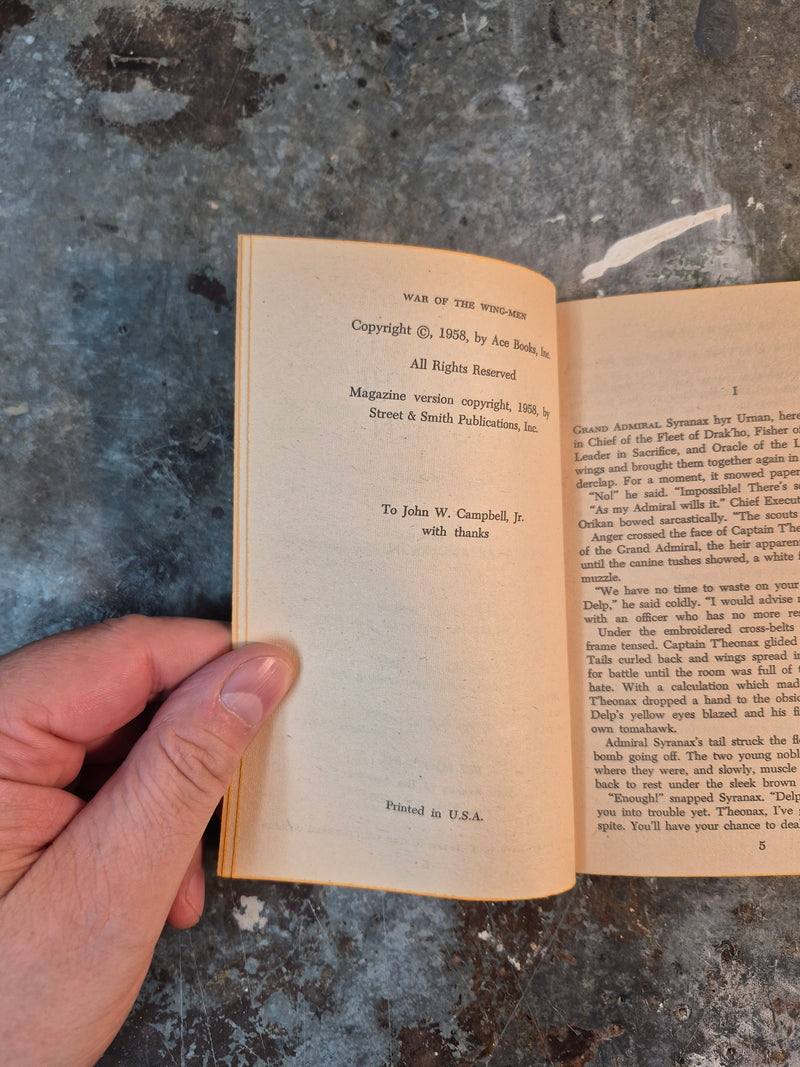 WAR OF THE WING-MEN
Copyright ©, 1958, by Ace Books, Inc.
All Rights Reserved
Magazine version copyright, 1958, by
Street & Smith Publications, Inc.
To John W. Campbell, Jr.
with thanks
Printed in U.S.A.
I
GRAND ADMIRAL Syranax hyr Urnan, here
in Chief of the Fleet of Drak'ho, Fisher of
Leader in Sacrifice, and Oracle of the L
wings and brought them together again in
derclap. For a moment, it snowed paper
"No!" he said. "Impossible! There's s
"As my Admiral wills it." Chief Execut
Orikan bowed sarcastically. "The scouts
Anger crossed the face of Captain T'he
of the Grand Admiral, the heir apparen
until the canine tushes showed, a white f
muzzle.
"We have no time to waste on your
Delp," he said coldly. "I would advise
with an officer who has no more re
Under the embroidered cross-belts
frame tensed. Captain T'heonax glided
Tails curled back and wings spread in
for battle until the room was full of
hate. With a calculation which mad
T'heonax dropped a hand to the obsi
Delp's yellow eyes blazed and his fi
own tomahawk.
Admiral Syranax's tail struck the fl
bomb going off. The two young nobl
where they were, and slowly, muscle
back to rest under the sleek brown
"Enough!" snapped Syranax. "Delp
you into trouble yet. T'heonax, I've
spite. You'll have your chance to deal
5